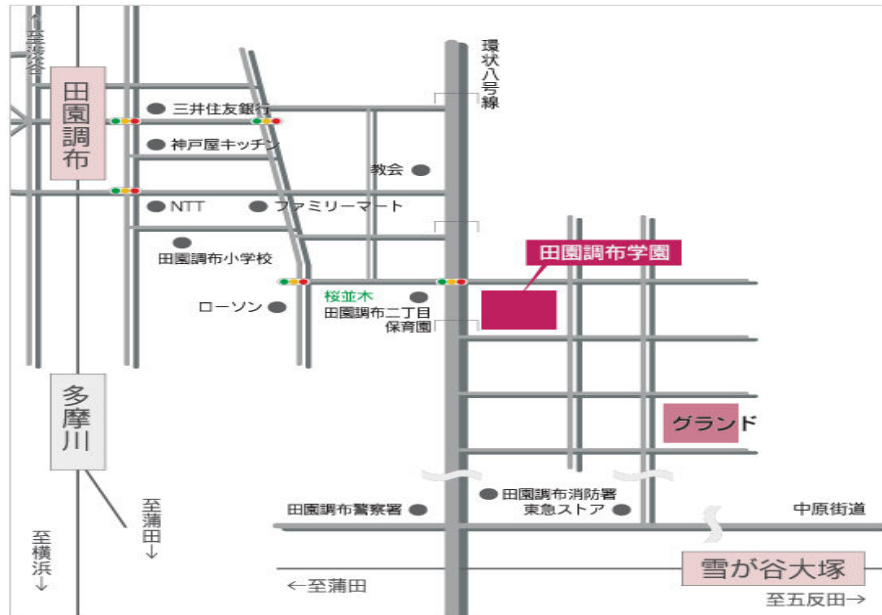 ←至渋谷
環状八号線
田園調布
三井住友銀行
神戸屋キッチン
教会
NTT
ファミリーマート
田園調布小学校
田園調布学園
桜並木
ローソン
田園調布二丁目
保育園
多摩川
グランド
至蒲田→
至横浜→
田園調布警察署
田園調布消防署
東急ストア
中原街道
雪が谷大塚
←至蒲田
至五反田→